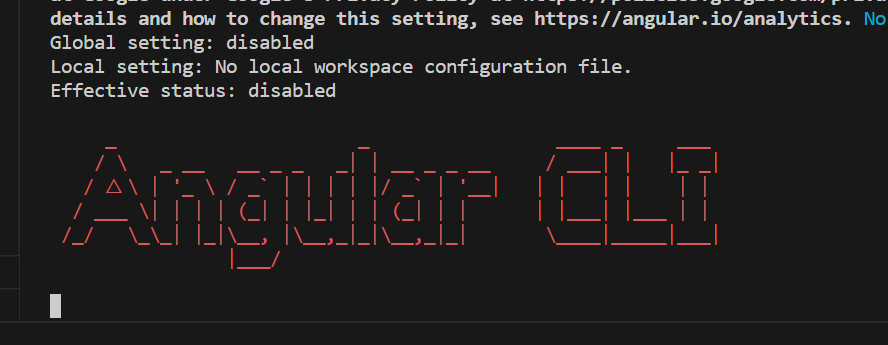 details and how to change this setting, see https://angular.io/analytics. No
Global setting: disabled
Local setting: No local workspace configuration file.
Effective status: disabled
Angular CLI